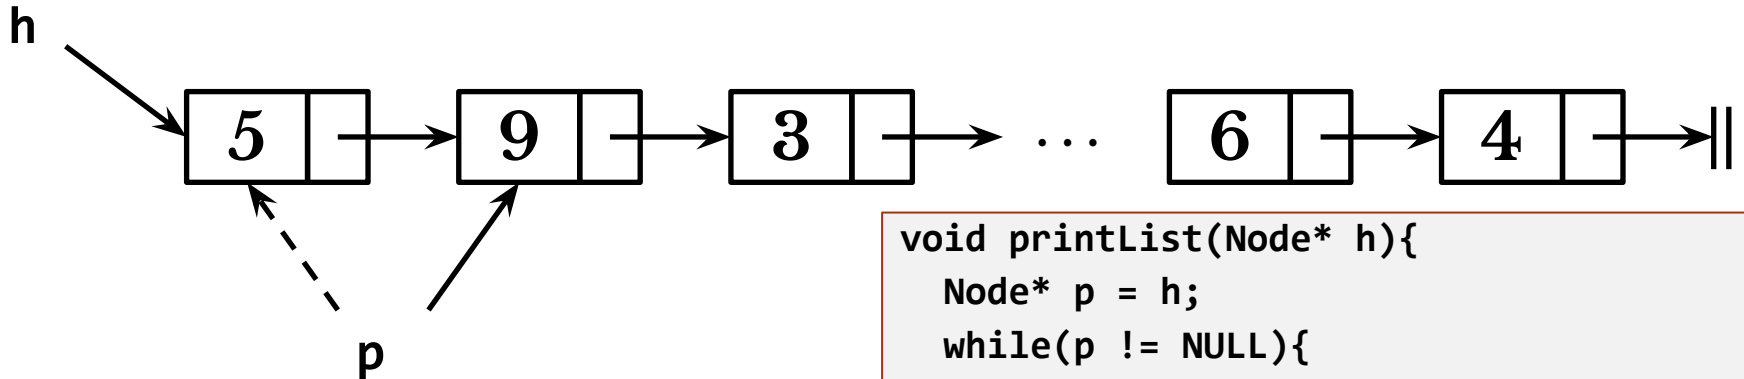 h
5 9 3 ... 6 4
p
void printList(Node* h){
Node* p = h;
while(p != NULL){